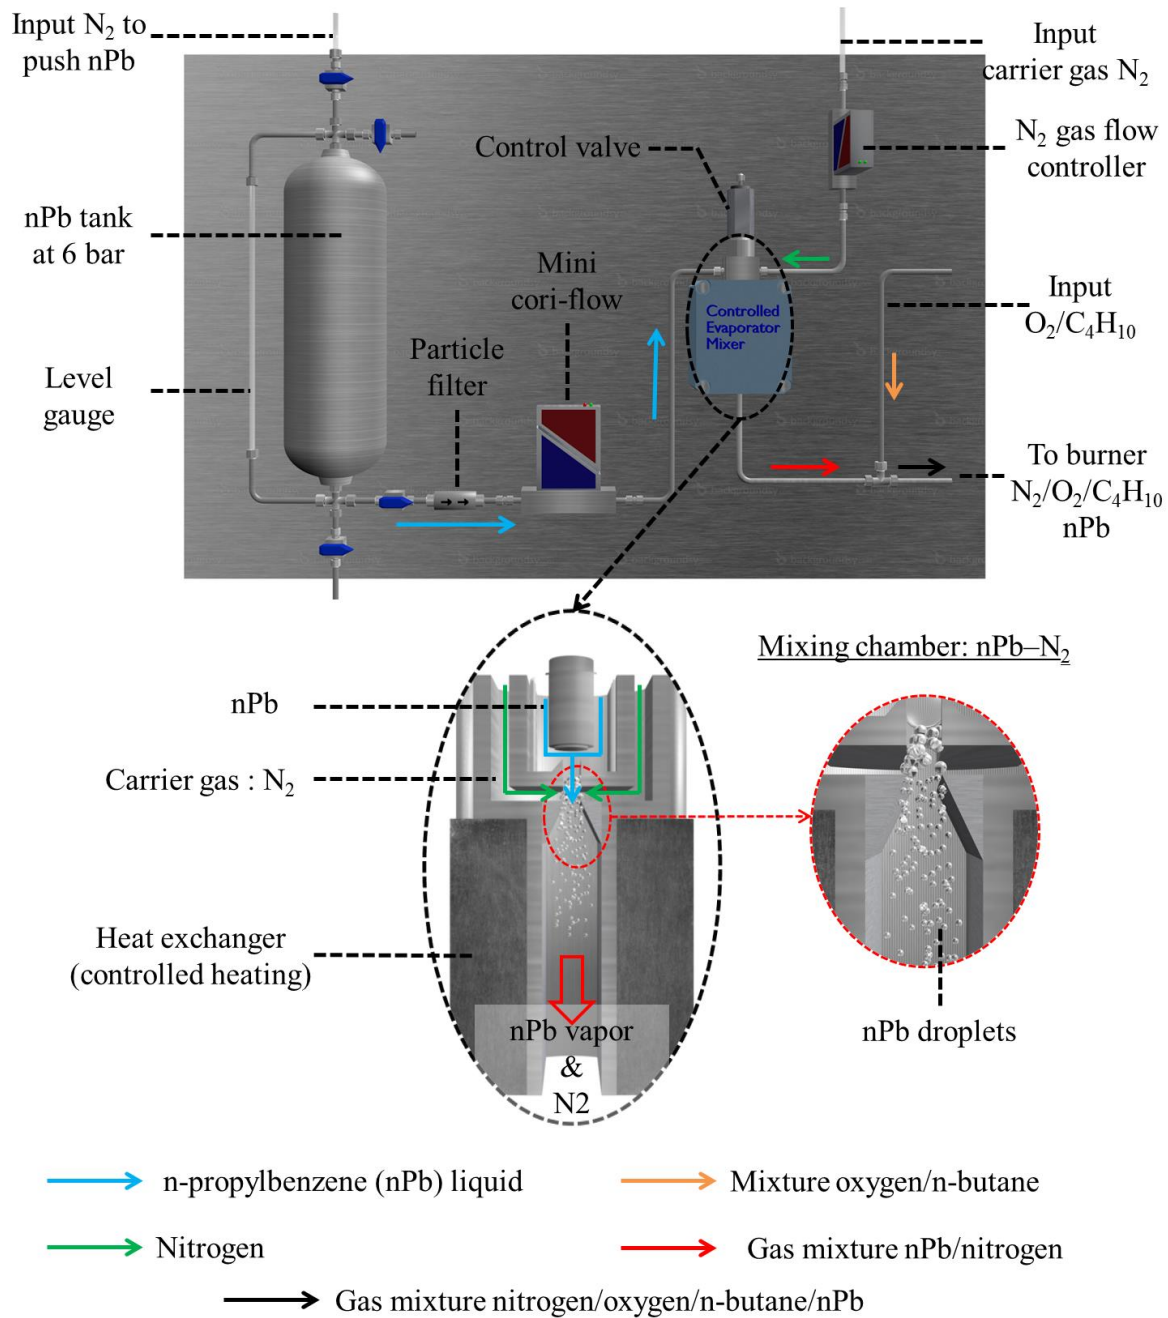 Input N₂ to
push nPb
Input
carrier gas N₂
Control valve
N₂ gas flow
controller
nPb tank
at 6 bar
Mini
cori-flow
Controlled
Evaporator
Mixer
Input
O₂/C₄H₁₀
Particle
filter
Level
gauge
To burner
N₂/O₂/C₄H₁₀
nPb
Mixing chamber: nPb–N₂
nPb
Carrier gas : N₂
Heat exchanger
(controlled heating)
nPb vapor
&
N2
nPb droplets
n-propylbenzene (nPb) liquid
Mixture oxygen/n-butane
Nitrogen
Gas mixture nPb/nitrogen
Gas mixture nitrogen/oxygen/n-butane/nPb